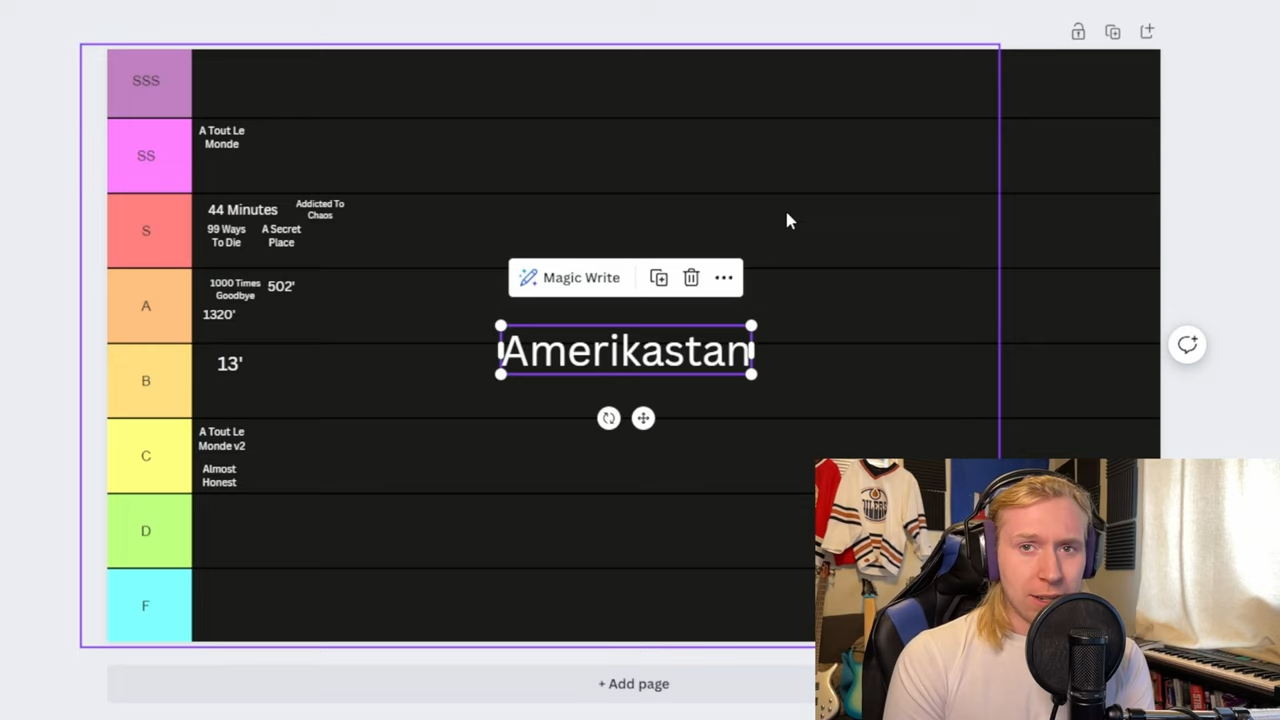 SSS
A Tout Le
Monde
SS
44 Minutes
Addicted To
Chaos
S
99 Ways
To Die
A Secret
Place
Magic Write
1000 Times
Goodbye
502'
A
1320'
Amerikastan
13'
B
A Tout Le
Monde v2
C
Almost
Honest
OILERS
D
F
+ Add page